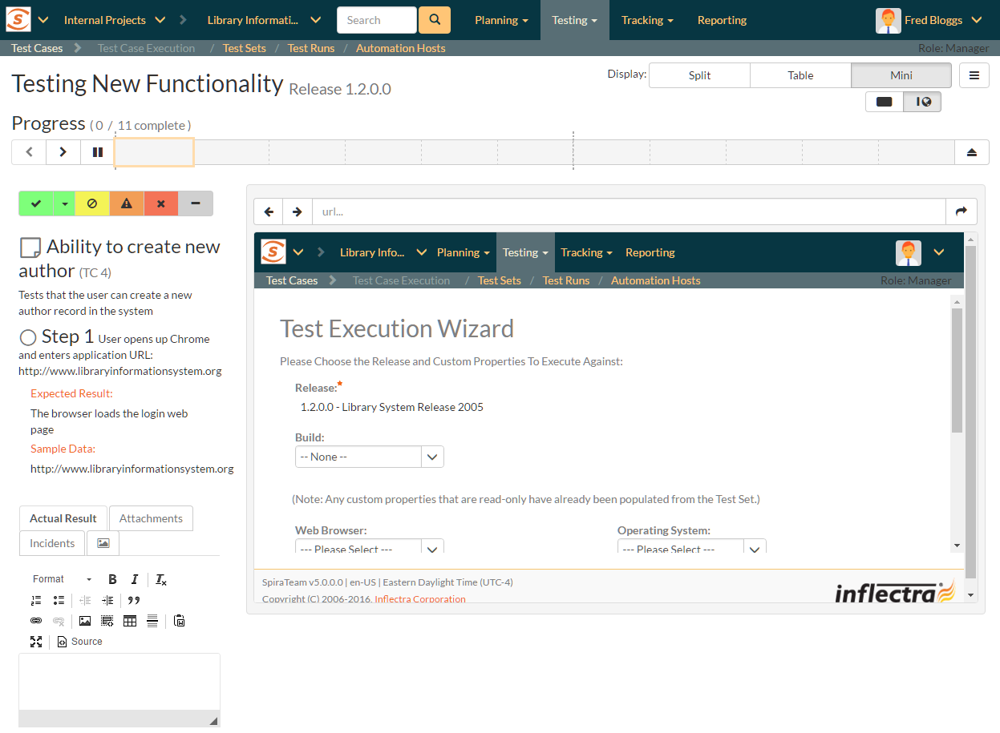 Internal Projects Library Informati... Search Planning Testing Tracking Reporting Fred Bloggs
Test Cases Test Case Execution / Test Sets / Test Runs / Automation Hosts Role: Manager
Testing New Functionality Release 1.2.0.0
Display: Split Table Mini
Progress ( 0 / 11 complete )
url...
Ability to create new
author (TC 4)
Tests that the user can create a new
author record in the system
Step 1 User opens up Chrome
and enters application URL:
http://www.libraryinformationsystem.org
Expected Result:
The browser loads the login web
page
Sample Data:
http://www.libraryinformationsystem.org
Actual Result Attachments
Incidents
Format B I Tx
Source
S Library Info... Planning Testing Tracking Reporting
Test Cases Test Case Execution / Test Sets / Test Runs / Automation Hosts Role: Manager
Test Execution Wizard
Please Choose the Release and Custom Properties To Execute Against:
Release:*
1.2.0.0 - Library System Release 2005
Build:
-- None --
(Note: Any custom properties that are read-only have already been populated from the Test Set.)
Web Browser: Operating System:
--- Please Select --- --- Please Select ---
SpiraTeam v5.0.0.0 | en-US | Eastern Daylight Time (UTC-4)
Copyright (C) 2006-2016, Inflectra Corporation
inflectra